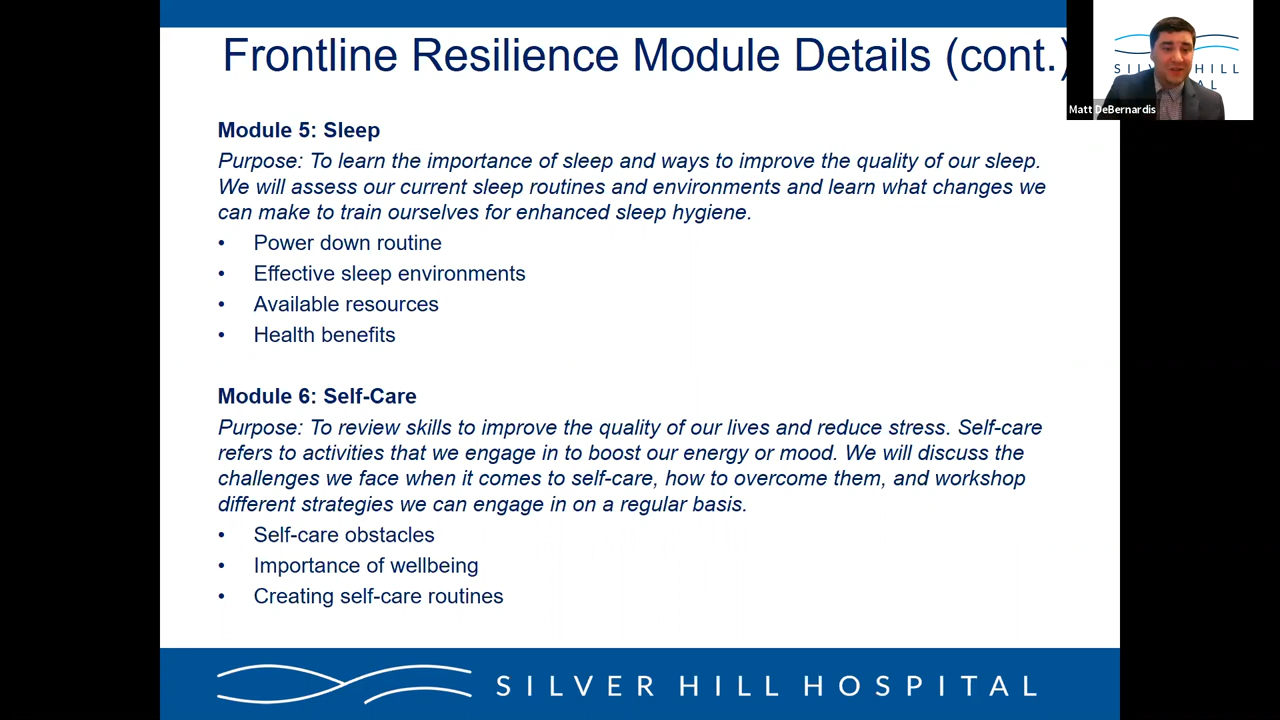 Frontline Resilience Module Details (cont.)
SILVER HILL
Matt DeBernardis
Module 5: Sleep
Purpose: To learn the importance of sleep and ways to improve the quality of our sleep.
We will assess our current sleep routines and environments and learn what changes we
can make to train ourselves for enhanced sleep hygiene.
• Power down routine
• Effective sleep environments
• Available resources
• Health benefits
Module 6: Self-Care
Purpose: To review skills to improve the quality of our lives and reduce stress. Self-care
refers to activities that we engage in to boost our energy or mood. We will discuss the
challenges we face when it comes to self-care, how to overcome them, and workshop
different strategies we can engage in on a regular basis.
• Self-care obstacles
• Importance of wellbeing
• Creating self-care routines
SILVER HILL HOSPITAL